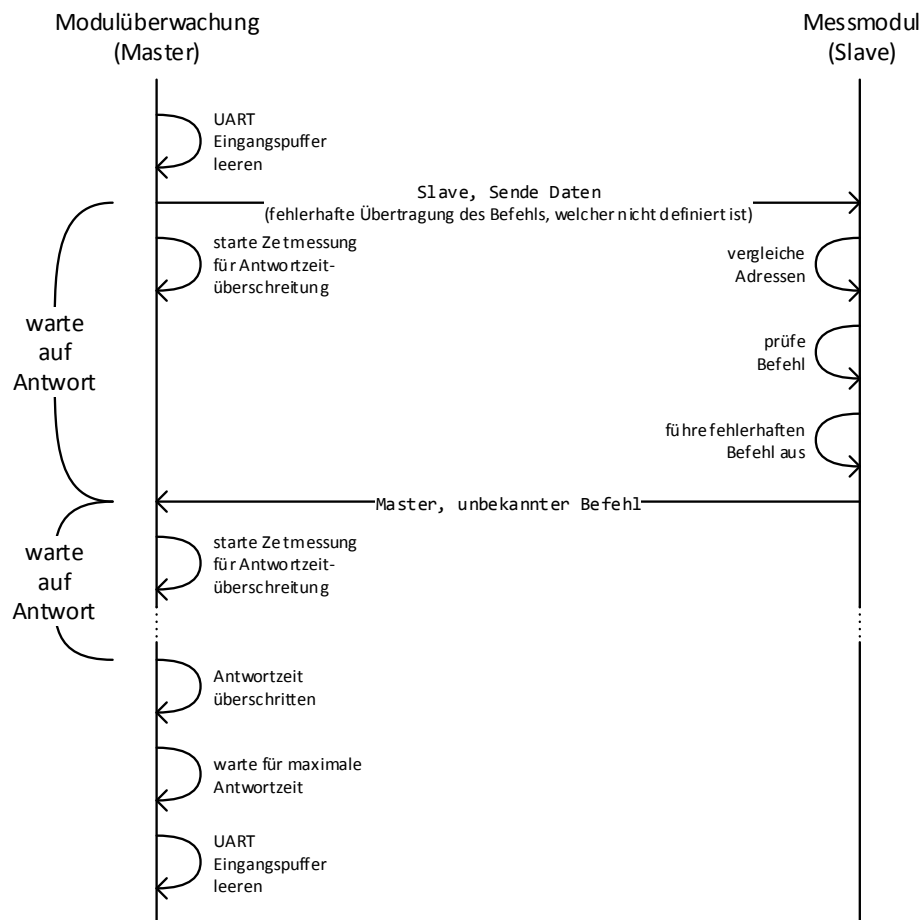 Modulüberwachung
(Master)
Messmodul
(Slave)
UART
Eingangspuffer
leeren
Slave, Sende Daten
(fehlerhafte Übertragung des Befehls, welcher nicht definiert ist)
starte Zetmessung
für Antwortzeit-
überschreitung
vergleiche
Adressen
warte
auf
Antwort
prüfe
Befehl
führe fehlerhaften
Befehl aus
Master, unbekannter Befehl
warte
auf
Antwort
starte Zetmessung
für Antwortzeit-
überschreitung
Antwortzeit
überschritten
warte für maximale
Antwortzeit
UART
Eingangspuffer
leeren